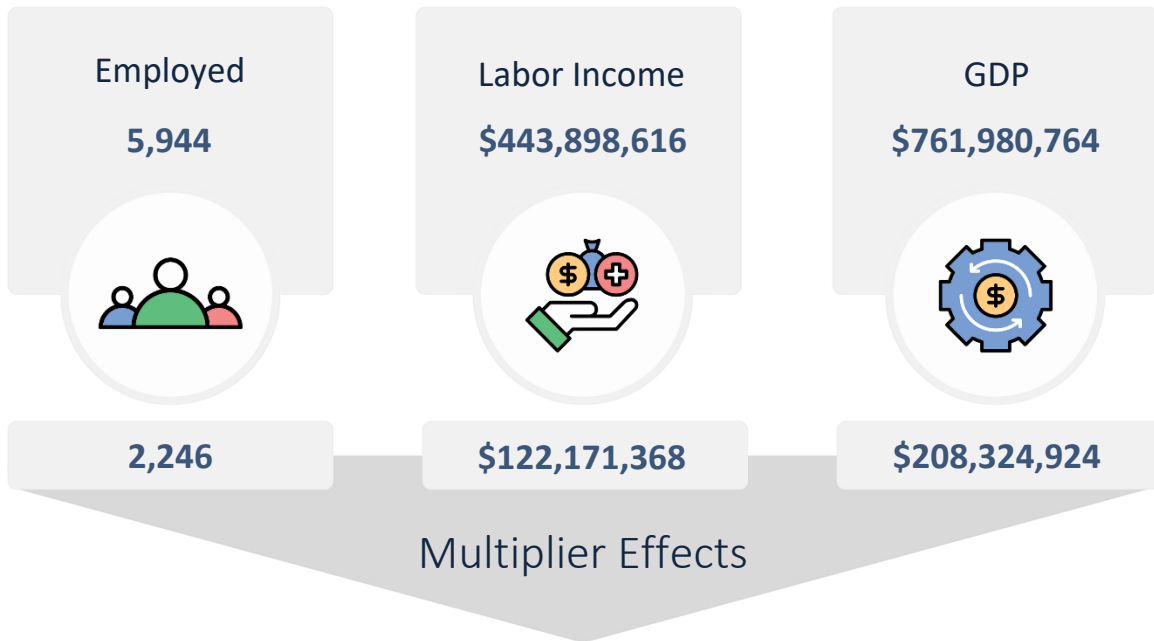 Employed
5,944
Labor Income
$443,898,616
GDP
$761,980,764
$
$
2,246
$122,171,368
$208,324,924
Multiplier Effects